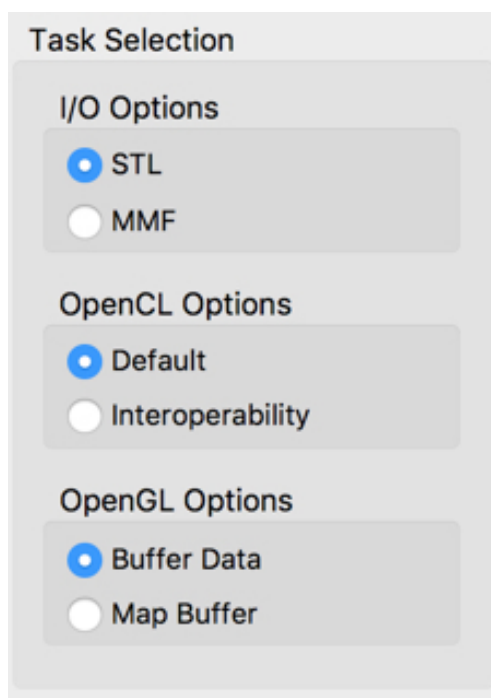 Task Selection
I/O Options
STL
MMF
OpenCL Options
Default
Interoperability
OpenGL Options
Buffer Data
Map Buffer